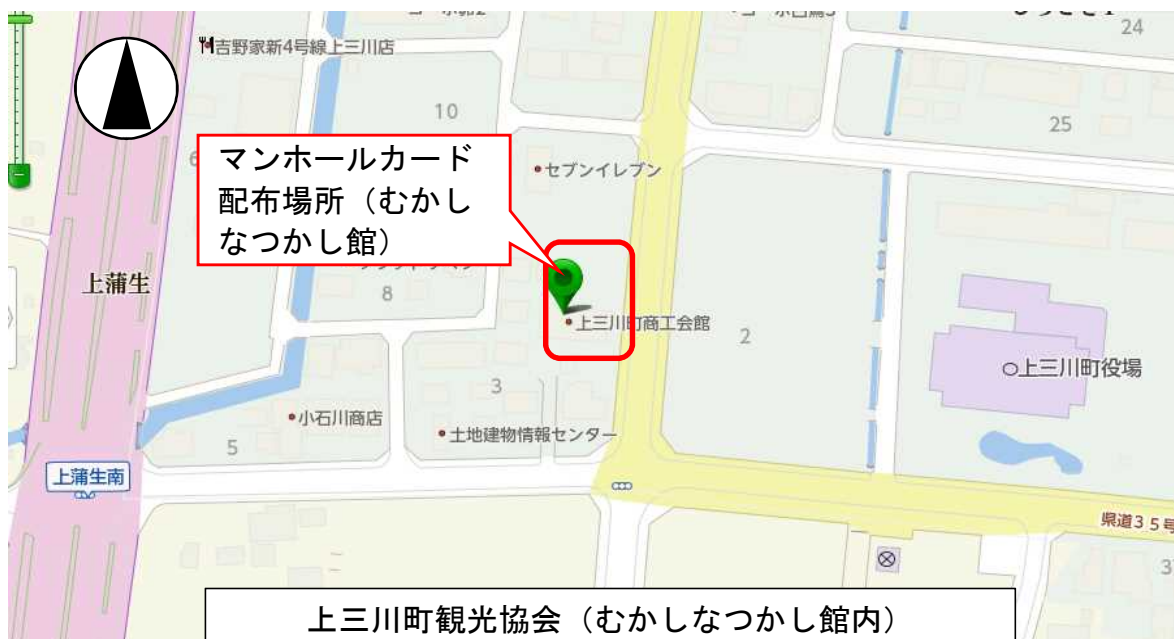 24
吉野家新4号線上三川店
10
25
マンホールカード
配布場所（むかし
なつかし館）
セブンイレブン
上蒲生
8
上三川町商工会館
2
上三川町役場
3
小石川商店
土地建物情報センター
5
上蒲生南
県道35号
上三川町観光協会（むかしなつかし館内）